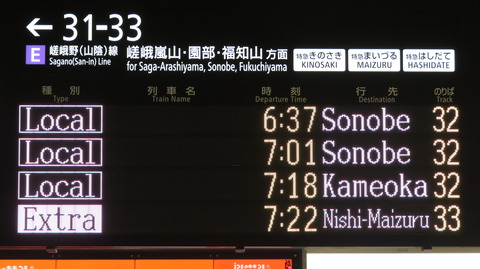 ← 31-33
E 嵯峨野(山陰)線 嵯峨嵐山・園部・福知山 方面 特急きのさき 特急まいづる 特急はしだて
Sagano(San-in) Line for Saga-Arashiyama, Sonobe, Fukuchiyama KINOSAKI MAIZURU HASHIDATE
種別 列車名 時刻 行先 のりば
Type Train Name Departure Time Destination Track
Local 6:37 Sonobe 32
Local 7:01 Sonobe 32
Local 7:18 Kameoka 32
Extra 7:22 Nishi-Maizuru 33